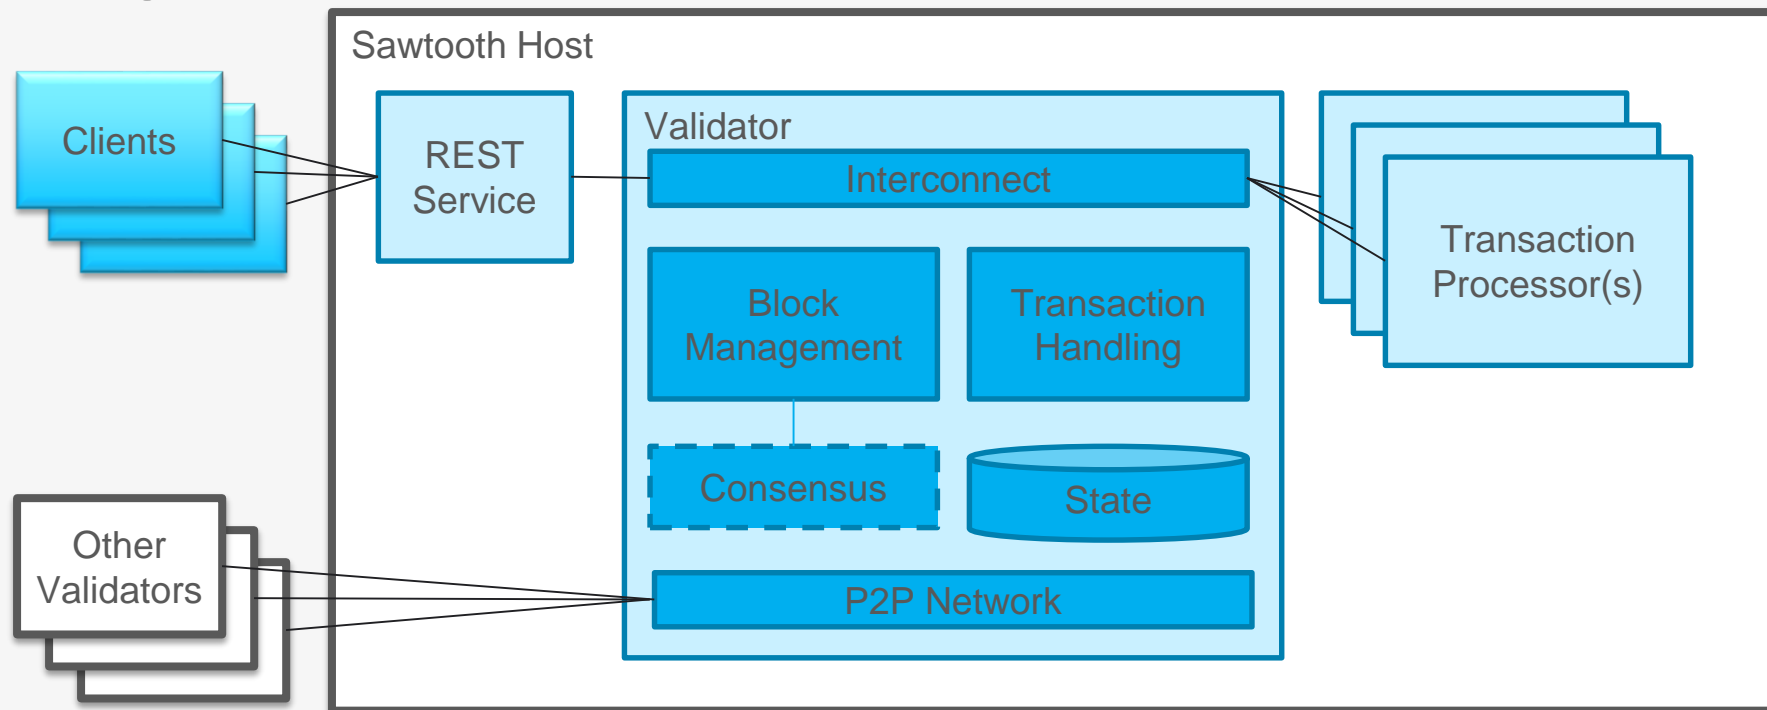 Sawtooth Host
Clients
REST
Service
Validator
Interconnect
Block
Management
Transaction
Handling
Transaction
Processor(s)
Consensus
State
Other
Validators
P2P Network